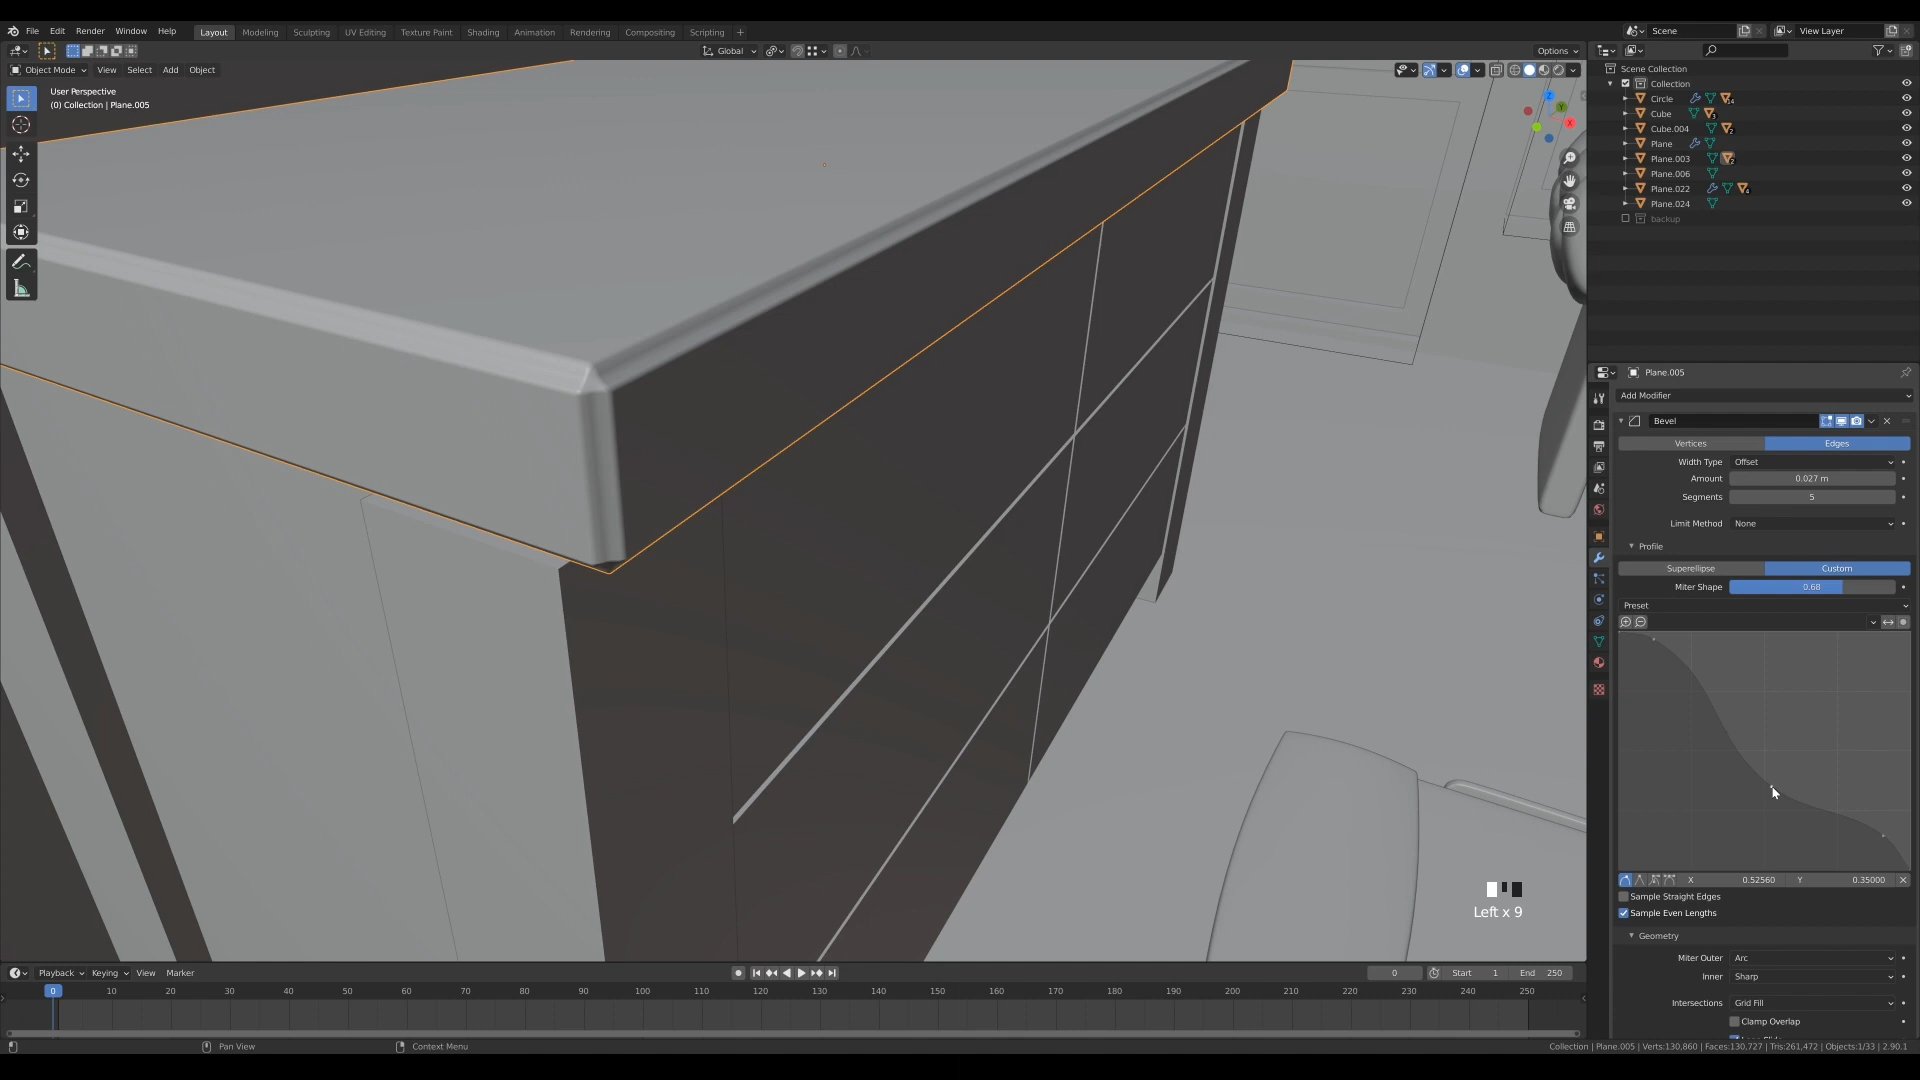 File Edit Render Window Help Layout Modeling Sculpting UV Editing Texture Paint Shading Animation Rendering Compositing Scripting + Scene View Layer
Global Options
Object Mode View Select Add Object
User Perspective
(0) Collection | Plane.005
Z
Y
X
Scene Collection
Collection
Circle 14
Cube 3
Cube.004 2
Plane
Plane.003 2
Plane.006
Plane.022 4
Plane.024
backup
Plane.005
Add Modifier
Bevel
Vertices Edges
Width Type Offset
Amount 0.027 m
Segments 5
Limit Method None
Profile
Superellipse Custom
Miter Shape 0.68
Preset
X 0.52560 Y 0.35000
Sample Straight Edges
Sample Even Lengths
Geometry
Miter Outer Arc
Inner Sharp
Intersections Grid Fill
Clamp Overlap
Left x 9
Playback Keying View Marker 0 Start 1 End 250
0 10 20 30 40 50 60 70 80 90 100 110 120 130 140 150 160 170 180 190 200 210 220 230 240 250
Pan View Context Menu Collection | Plane.005 | Verts:130,860 | Faces:130,727 | Tris:261,472 | Objects:1/33 | 2.90.1